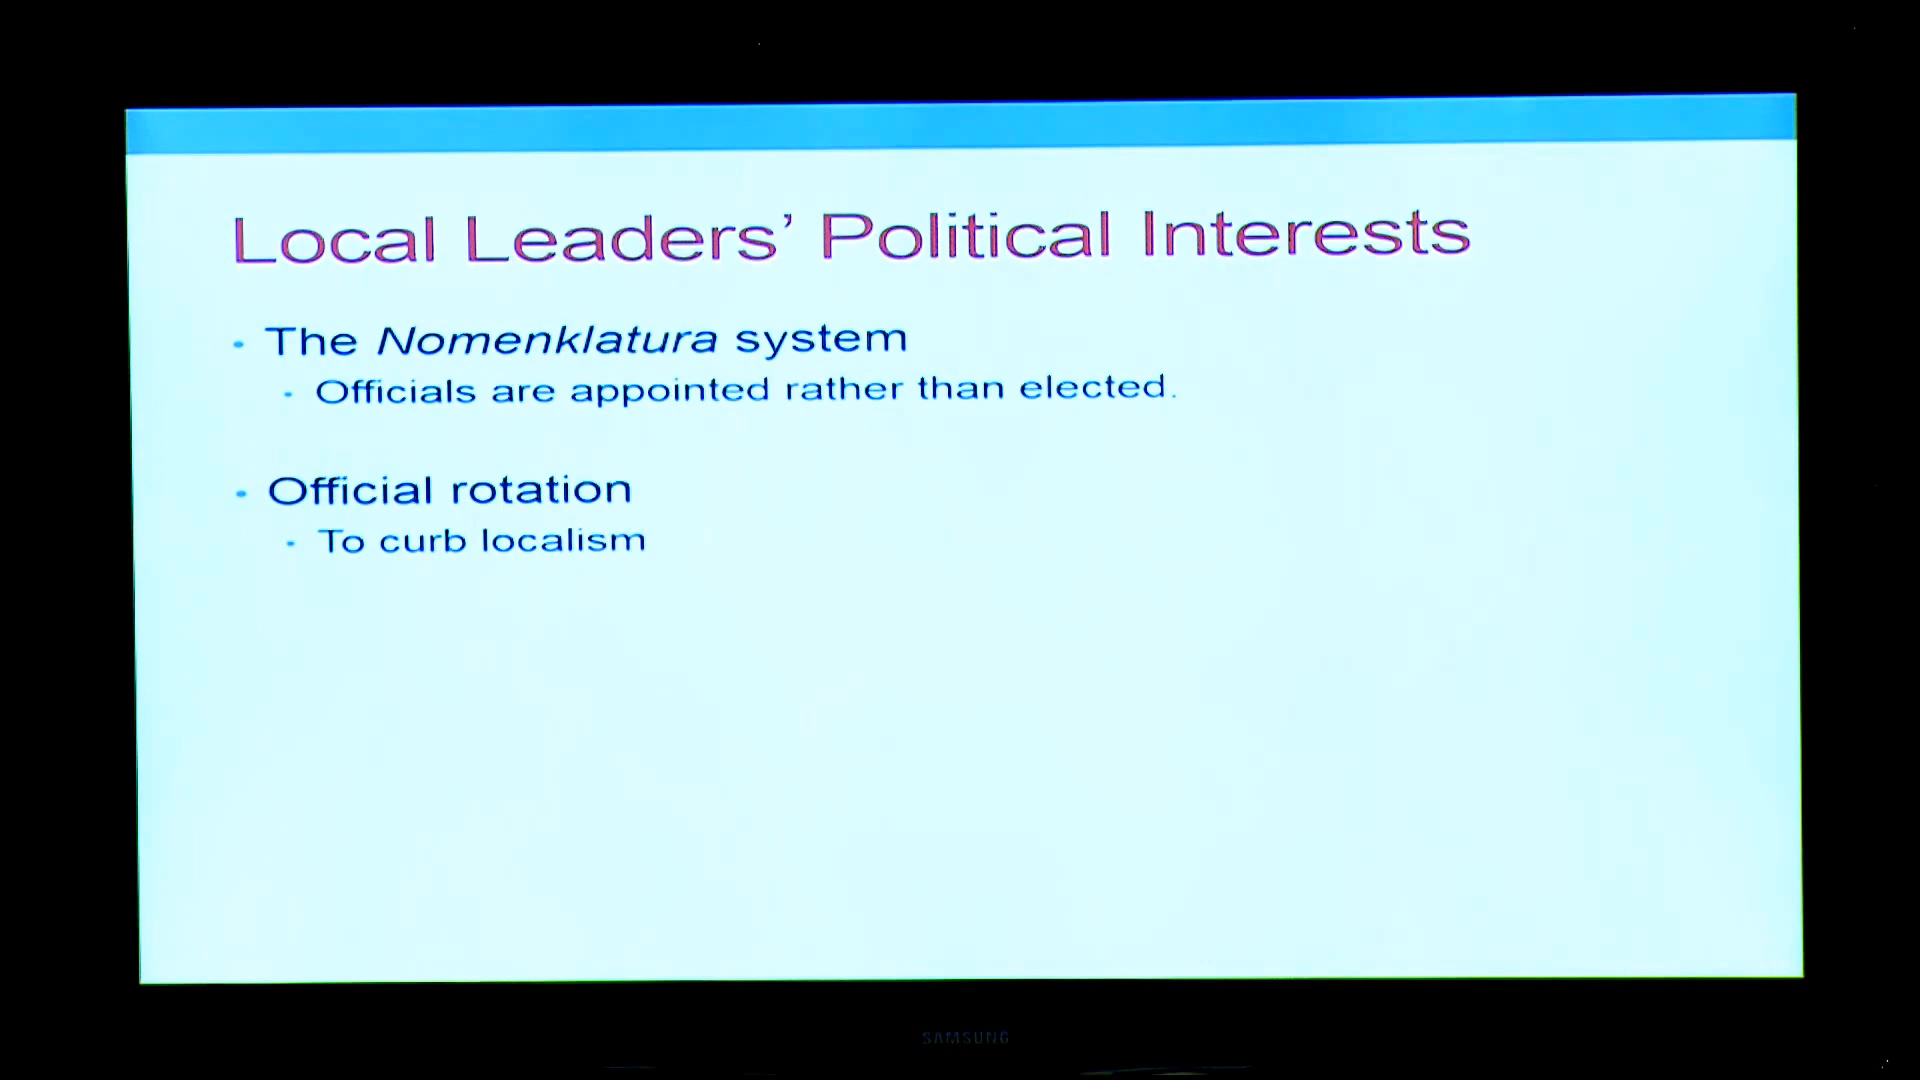 Local Leaders’ Political Interests
• The Nomenklatura system
• Officials are appointed rather than elected.
• Official rotation
• To curb localism
SAMSUNG